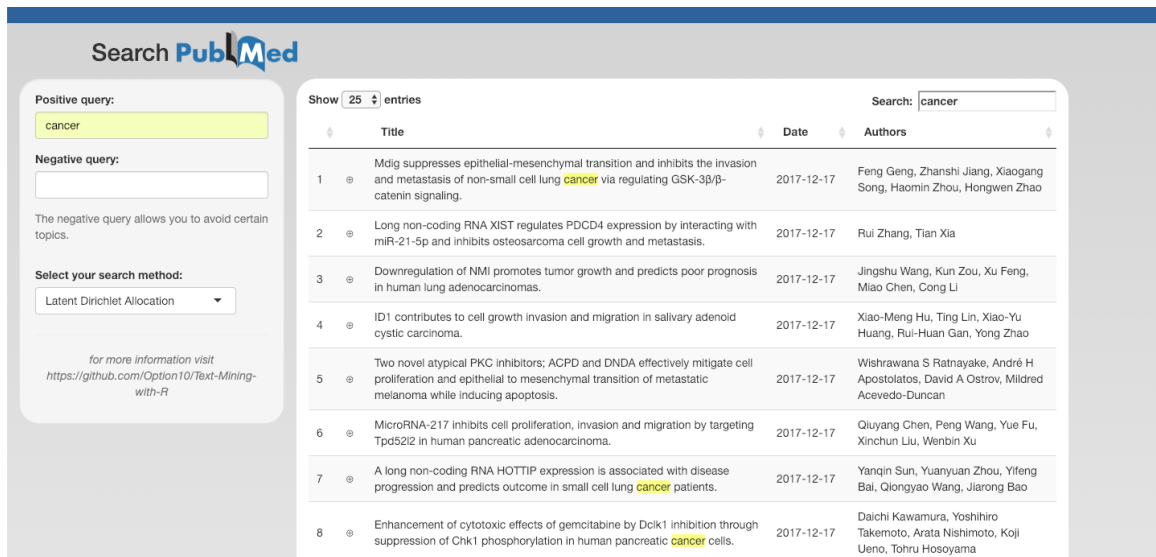 Search PubMed
Positive query:
cancer
Negative query:
The negative query allows you to avoid certain
topics.
Select your search method:
Latent Dirichlet Allocation
for more information visit
https://github.com/Option10/Text-Mining-
with-R
Show 25 entries
Search: cancer
Title Date Authors
1 Mdig suppresses epithelial-mesenchymal transition and inhibits the invasion
and metastasis of non-small cell lung cancer via regulating GSK-3β/β-
catenin signaling.
2017-12-17
Feng Geng, Zhanshi Jiang, Xiaogang
Song, Haomin Zhou, Hongwen Zhao
2 Long non-coding RNA XIST regulates PDCD4 expression by interacting with
miR-21-5p and inhibits osteosarcoma cell growth and metastasis.
2017-12-17
Rui Zhang, Tian Xia
3 Downregulation of NMI promotes tumor growth and predicts poor prognosis
in human lung adenocarcinomas.
2017-12-17
Jingshu Wang, Kun Zou, Xu Feng,
Miao Chen, Cong Li
4 ID1 contributes to cell growth invasion and migration in salivary adenoid
cystic carcinoma.
2017-12-17
Xiao-Meng Hu, Ting Lin, Xiao-Yu
Huang, Rui-Huan Gan, Yong Zhao
5 Two novel atypical PKC inhibitors; ACPD and DNDA effectively mitigate cell
proliferation and epithelial to mesenchymal transition of metastatic
melanoma while inducing apoptosis.
2017-12-17
Wishrawana S Ratnayake, André H
Apostolatos, David A Ostrov, Mildred
Acevedo-Duncan
6 MicroRNA-217 inhibits cell proliferation, invasion and migration by targeting
Tpd52l2 in human pancreatic adenocarcinoma.
2017-12-17
Qiuyang Chen, Peng Wang, Yue Fu,
Xinchun Liu, Wenbin Xu
7 A long non-coding RNA HOTTIP expression is associated with disease
progression and predicts outcome in small cell lung cancer patients.
2017-12-17
Yanqin Sun, Yuanyuan Zhou, Yifeng
Bai, Qiongyao Wang, Jiarong Bao
8 Enhancement of cytotoxic effects of gemcitabine by Dclk1 inhibition through
suppression of Chk1 phosphorylation in human pancreatic cancer cells.
2017-12-17
Daichi Kawamura, Yoshihiro
Takemoto, Arata Nishimoto, Koji
Ueno, Tohru Hosoyama